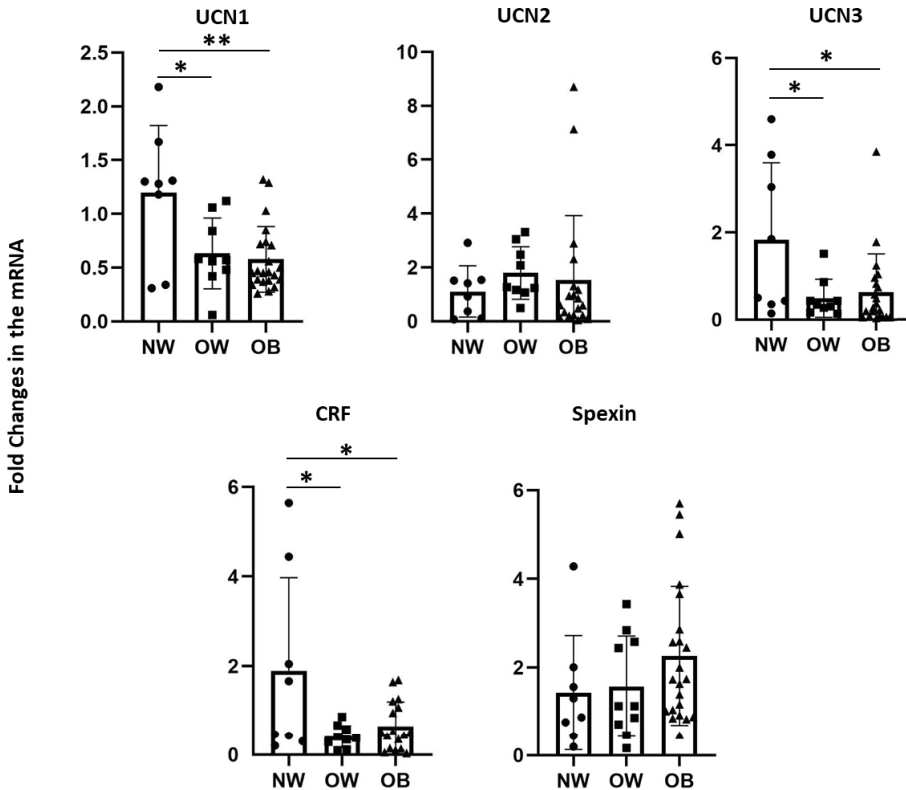 UCN1
UCN2
UCN3
**
*
2.5
2.0
1.5
1.0
0.5
0.0
NW OW OB
10
8
6
4
2
0
NW OW OB
*
*
6
4
2
0
NW OW OB
Fold Changes in the mRNA
CRF
Spexin
*
*
6
4
2
0
NW OW OB
6
4
2
0
NW OW OB